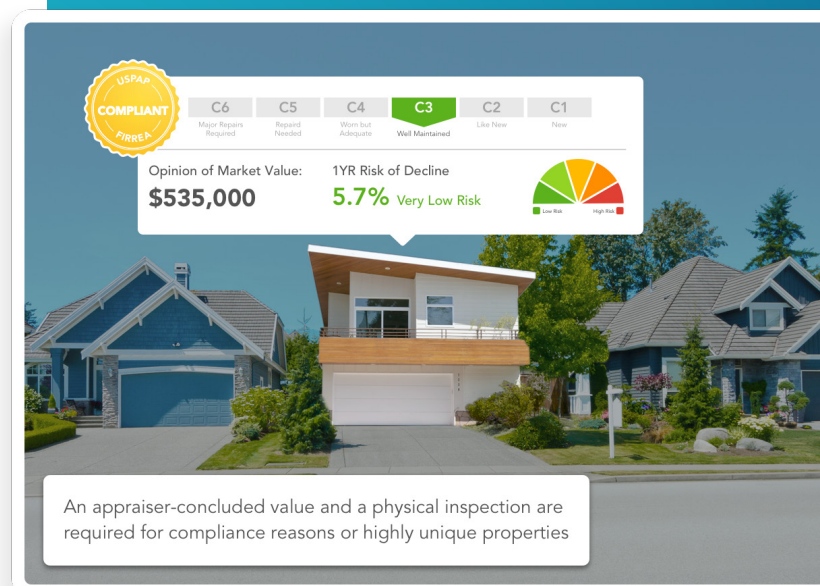 USPAP
COMPLIANT
FIRREA
C6
C5
C4
C3
C2
C1
Major Repairs
Required
Repaird
Needed
Worn but
Adequate
Well Maintained
Like New
New
Opinion of Market Value:
$535,000
1YR Risk of Decline
5.7% Very Low Risk
Low Risk
High Risk
An appraiser-concluded value and a physical inspection are
required for compliance reasons or highly unique properties